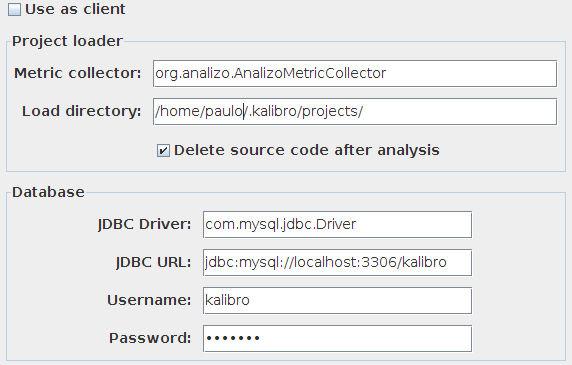 Use as client
Project loader
Metric collector: org.analizo.AnalizoMetricCollector
Load directory: /home/paulo/.kalibro/projects/
Delete source code after analysis
Database
JDBC Driver: com.mysql.jdbc.Driver
JDBC URL: jdbc:mysql://localhost:3306/kalibro
Username: kalibro
Password: •••••••